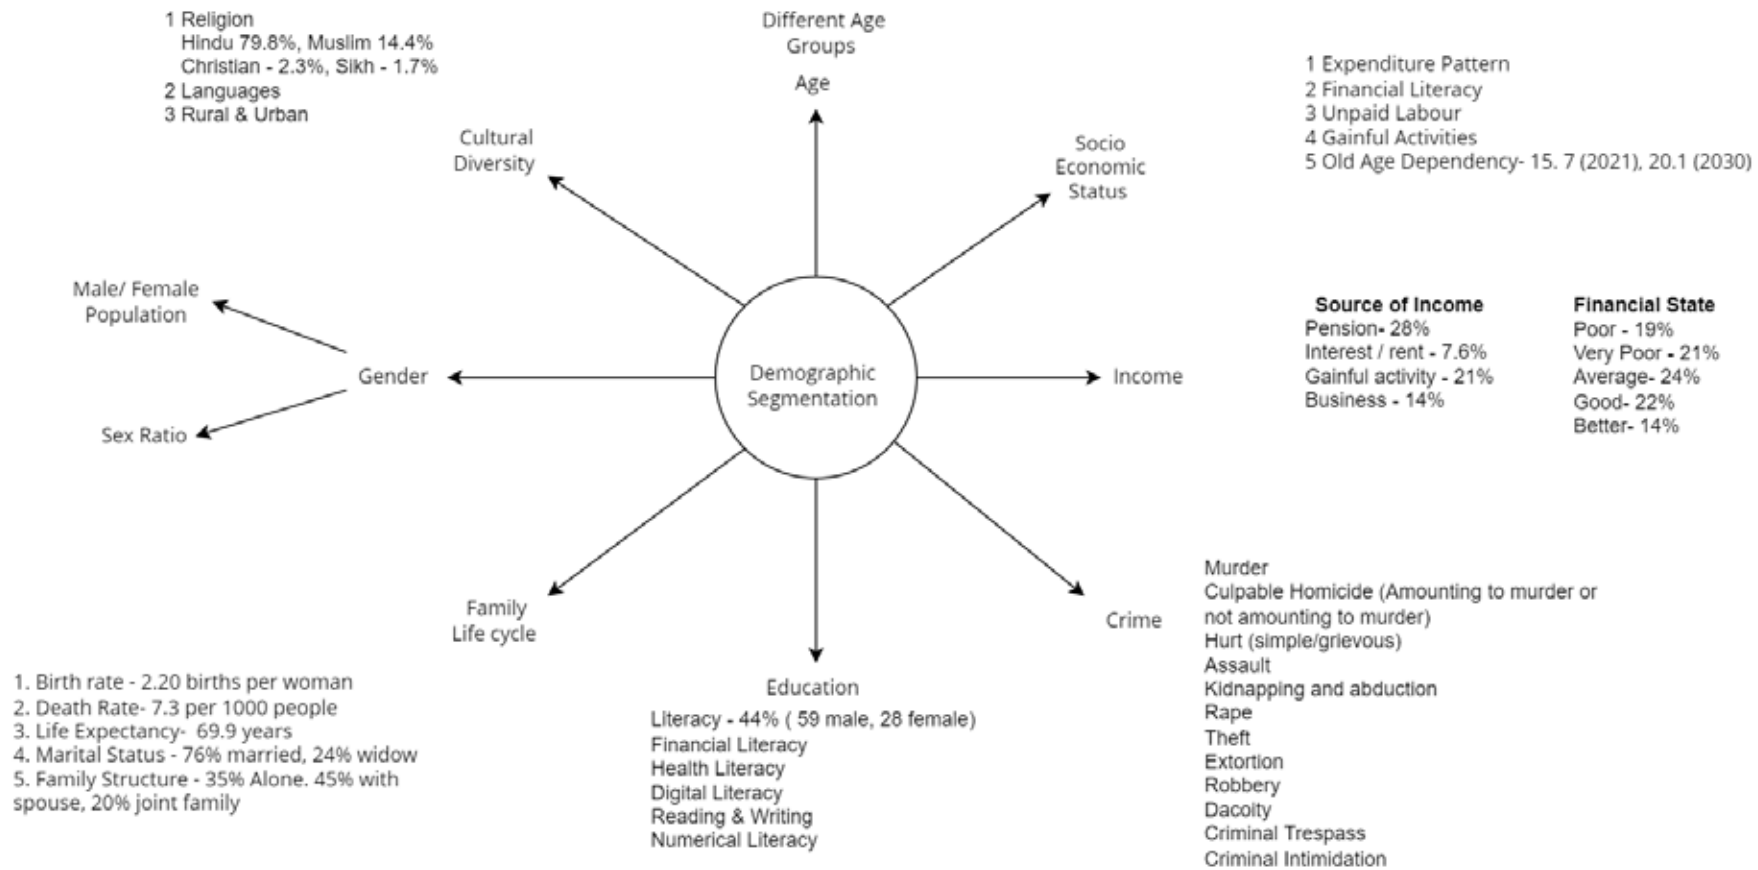 1 Religion
Hindu 79.8%, Muslim 14.4%
Christian - 2.3%, Sikh - 1.7%
2 Languages
3 Rural & Urban
Cultural
Diversity
Different Age
Groups
Age
Socio
Economic
Status
1 Expenditure Pattern
2 Financial Literacy
3 Unpaid Labour
4 Gainful Activities
5 Old Age Dependency- 15. 7 (2021), 20.1 (2030)
Male/ Female
Population
Gender
Sex Ratio
Demographic
Segmentation
Income
Source of Income
Pension- 28%
Interest / rent - 7.6%
Gainful activity - 21%
Business - 14%
Financial State
Poor - 19%
Very Poor - 21%
Average- 24%
Good- 22%
Better- 14%
Family
Life cycle
1. Birth rate - 2.20 births per woman
2. Death Rate- 7.3 per 1000 people
3. Life Expectancy-  69.9 years
4. Marital Status - 76% married, 24% widow
5. Family Structure - 35% Alone. 45% with
spouse, 20% joint family
Education
Literacy - 44% ( 59 male, 28 female)
Financial Literacy
Health Literacy
Digital Literacy
Reading & Writing
Numerical Literacy
Crime
Murder
Culpable Homicide (Amounting to murder or
not amounting to murder)
Hurt (simple/grievous)
Assault
Kidnapping and abduction
Rape
Theft
Extortion
Robbery
Dacoity
Criminal Trespass
Criminal Intimidation